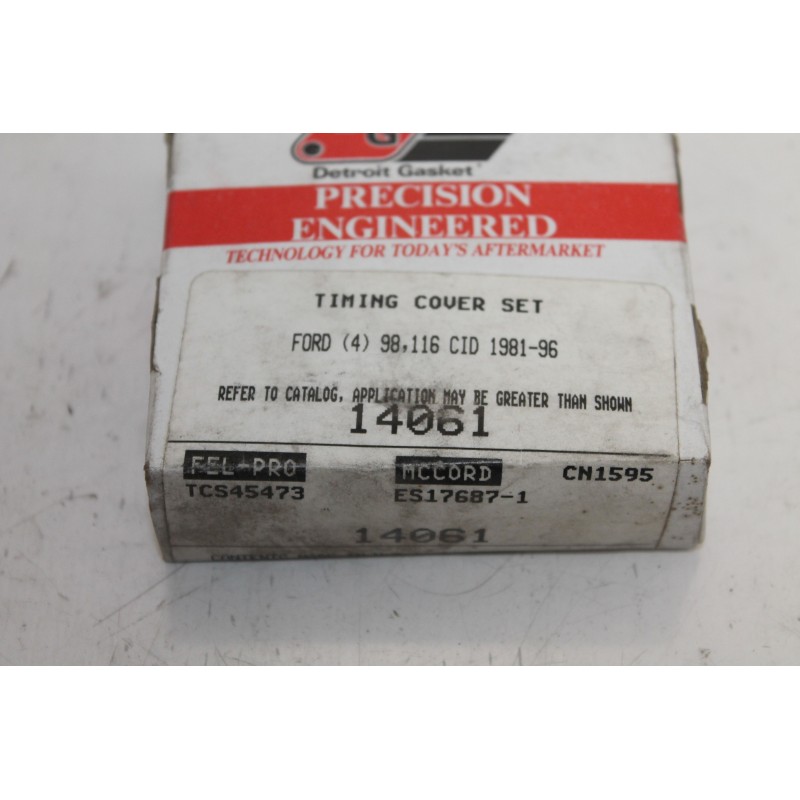 Detroit Gasket
PRECISION
ENGINEERED
TECHNOLOGY FOR TODAY'S AFTERMARKET
TIMING COVER SET
FORD (4) 98,116 CID 1981-96
REFER TO CATALOG, APPLICATION MAY BE GREATER THAN SHOWN
14061
FEL-PRO MCCORD CN1595
TCS45473 ES17687-1
14061